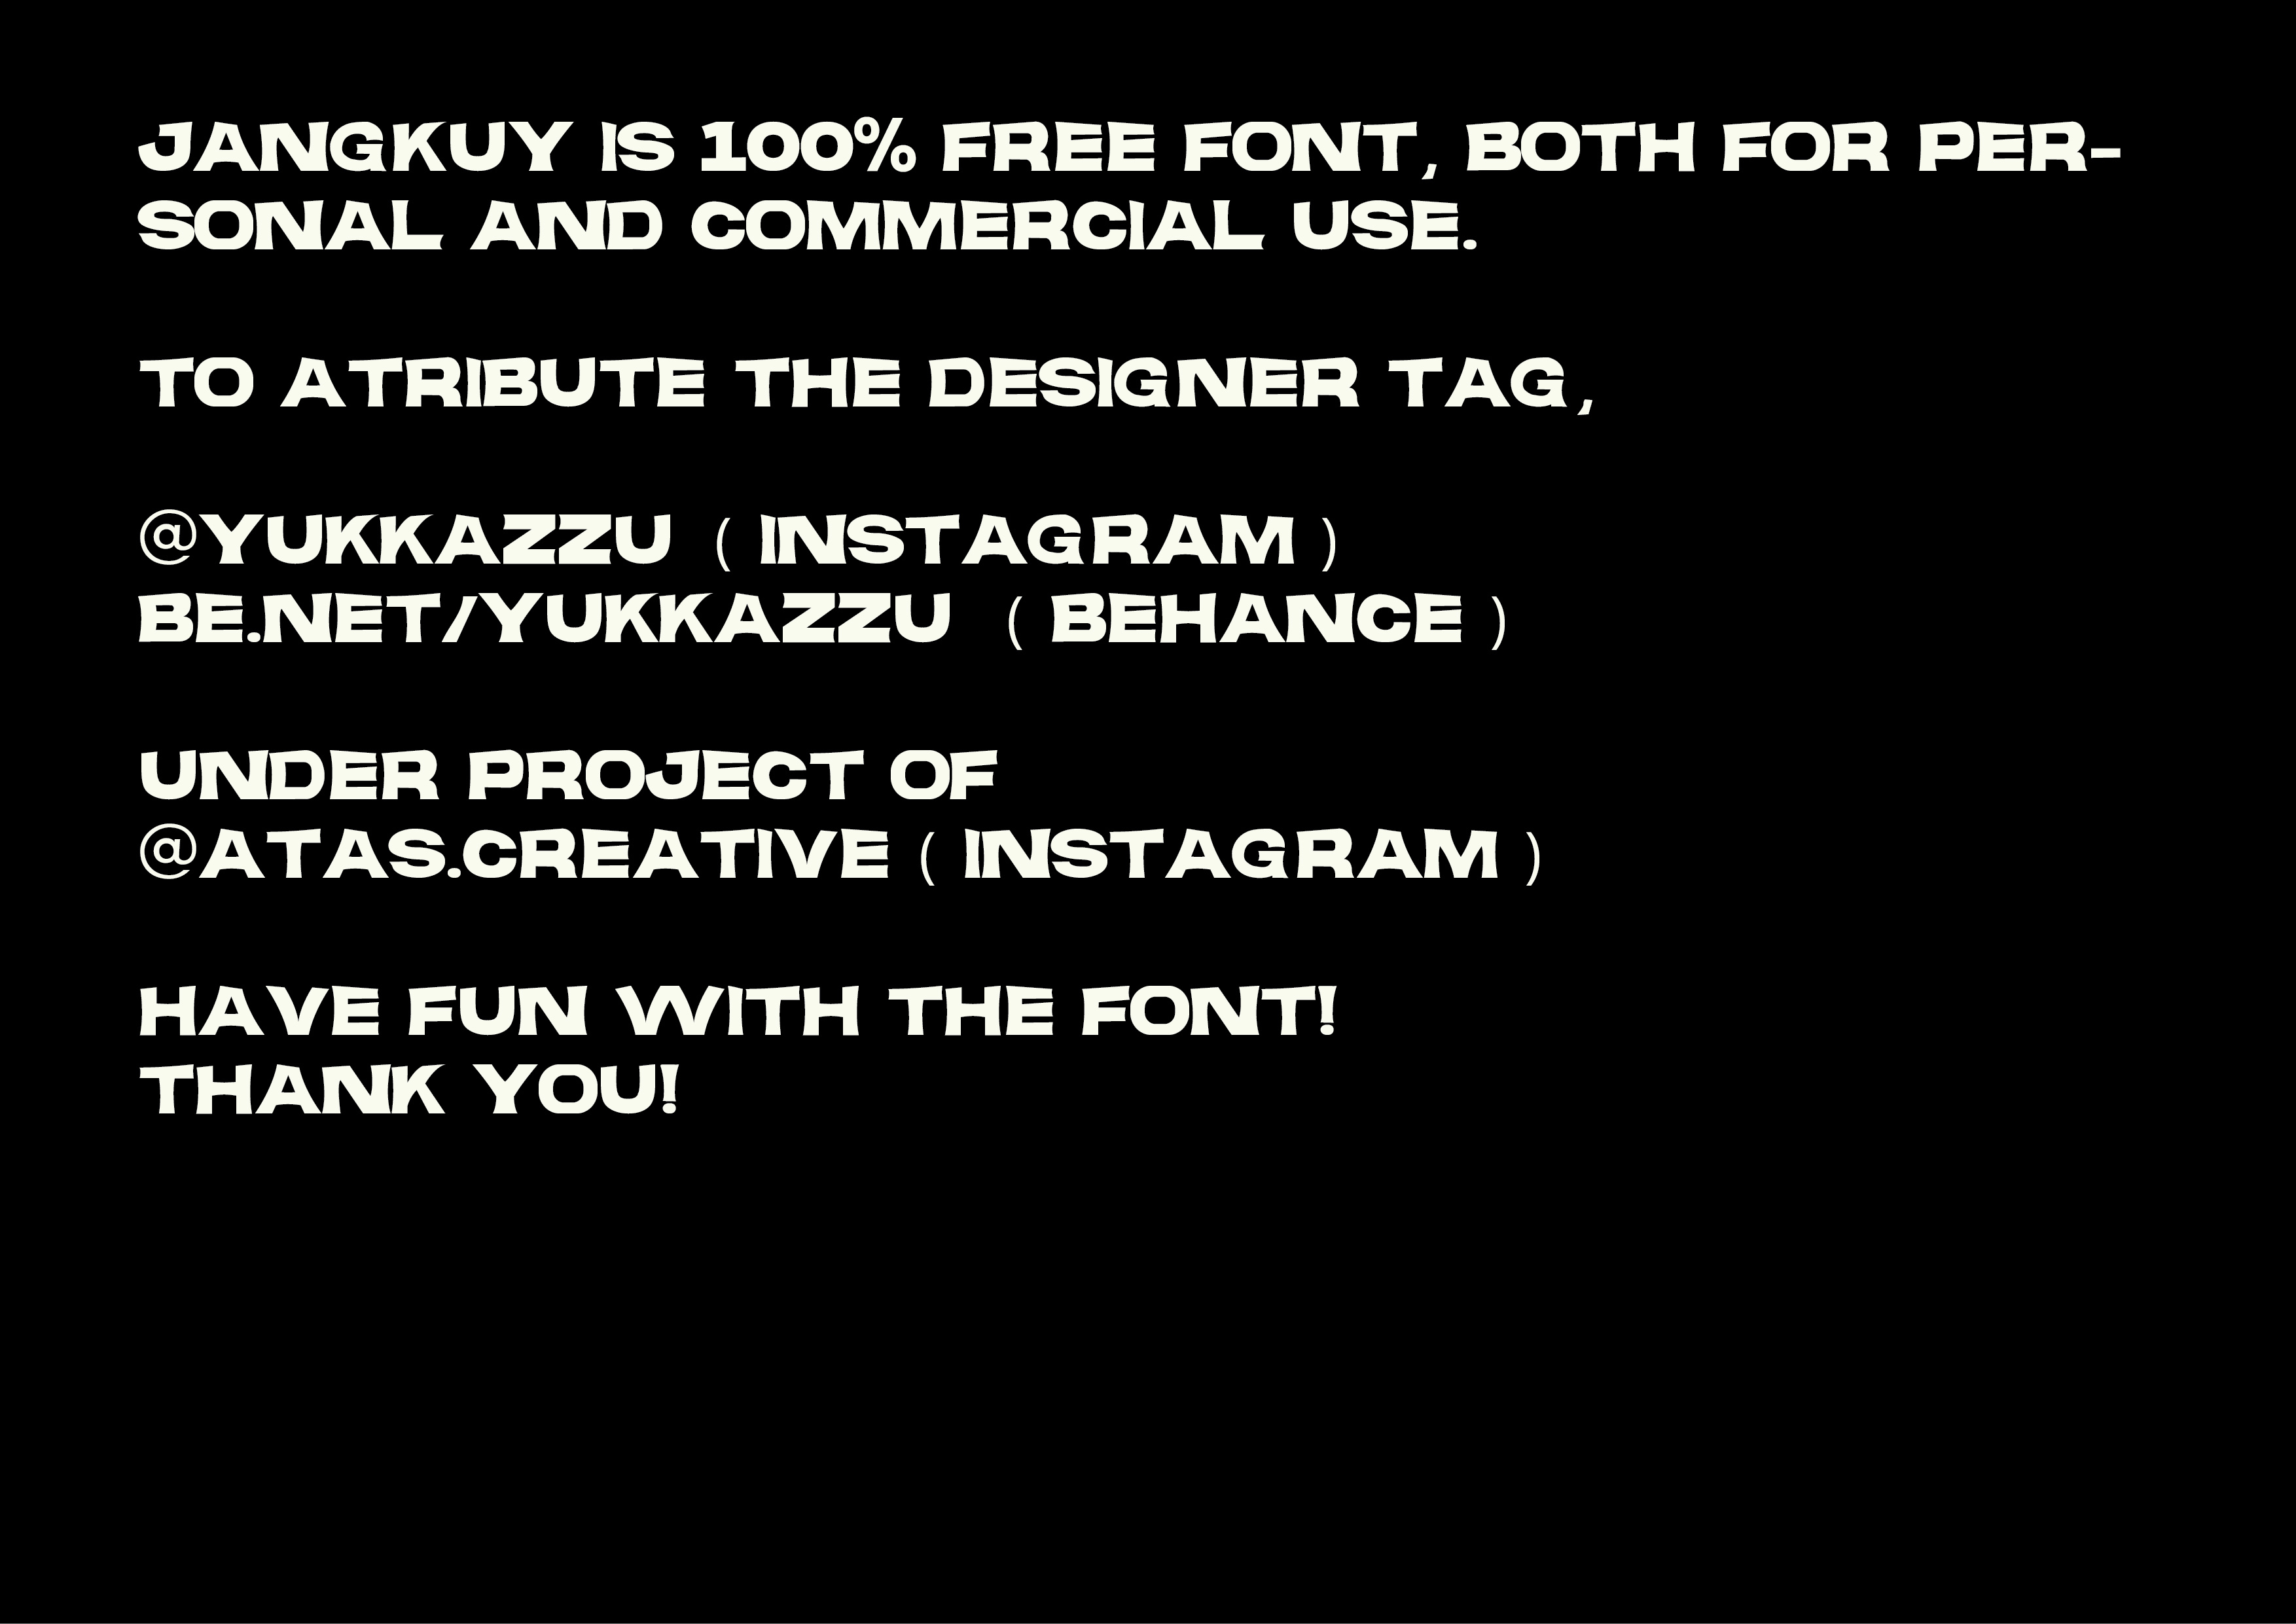 JANGKUY IS 100% FREE FONT, BOTH FOR PER-
SONAL AND COMMERCIAL USE.
TO ATRIBUTE THE DESIGNER TAG,
@YUKKAZZU ( INSTAGRAM )
BE.NET/YUKKAZZU ( BEHANCE )
UNDER PROJECT OF
@ATAS.CREATIVE ( INSTAGRAM )
HAVE FUN WITH THE FONT!
THANK YOU!